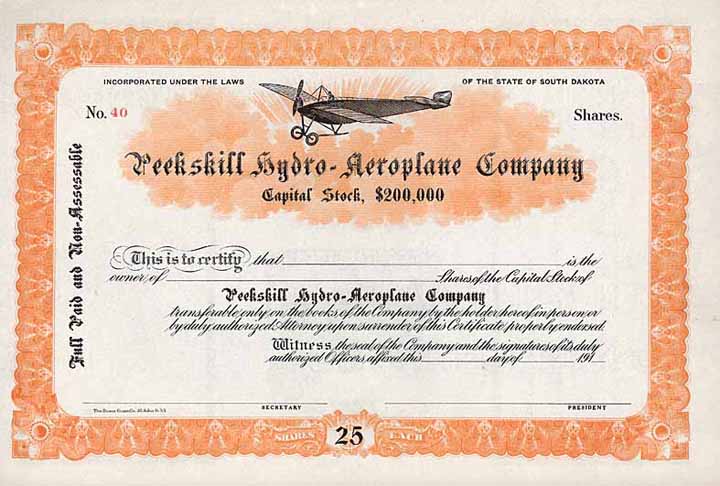 INCORPORATED UNDER THE LAWS OF THE STATE OF SOUTH DAKOTA
No. 40 Shares.
Peekskill Hydro-Aeroplane Company
Capital Stock, $200,000
Full Paid and Non-Assessable
This is to certify that is the
owner of Shares of the Capital Stock of
Peekskill Hydro-Aeroplane Company
transferable only on the books of the Company by the holder hereof in person or
by duly authorized Attorney upon surrender of this Certificate properly endorsed.
Witness the seal of the Company and the signatures of its duly
authorized Officers affixed this day of 191
SECRETARY PRESIDENT
SHARES 25 EACH